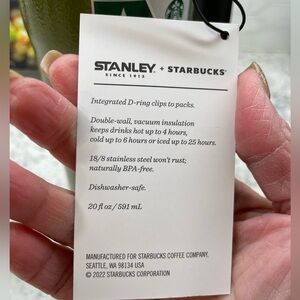 STANLEY + STARBUCKS®
SINCE 1913
Integrated D-ring clips to packs.
Double-wall, vacuum insulation
keeps drinks hot up to 4 hours,
cold up to 6 hours or iced up to 25 hours.
18/8 stainless steel won't rust;
naturally BPA-free.
Dishwasher-safe.
20 fl oz / 591 mL
MANUFACTURED FOR STARBUCKS COFFEE COMPANY,
SEATTLE, WA 98134 USA
© 2022 STARBUCKS CORPORATION